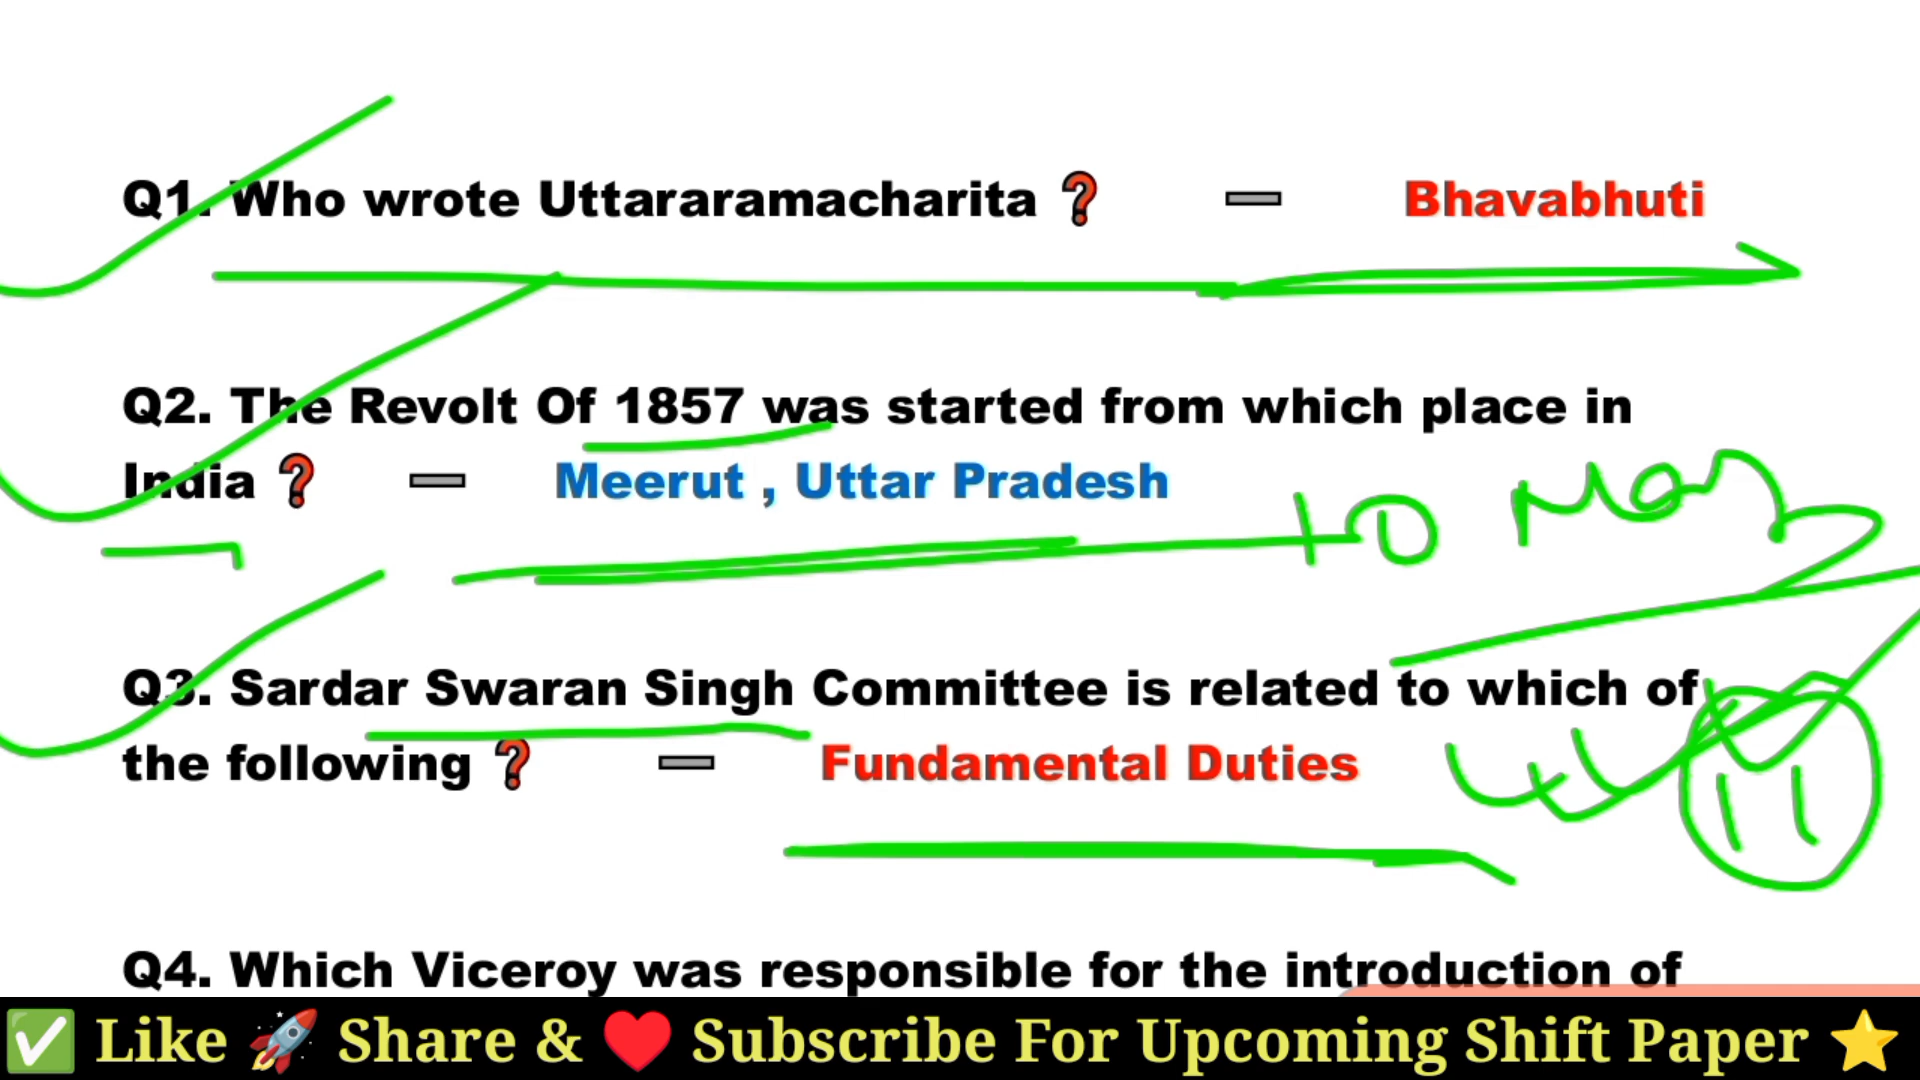 Q1. Who wrote Uttararamacharita ❓ ➖ Bhavabhuti
Q2. The Revolt Of 1857 was started from which place in
India ❓ ➖ Meerut , Uttar Pradesh
10 May
Q3. Sardar Swaran Singh Committee is related to which of
the following ❓ ➖ Fundamental Duties
11
Q4. Which Viceroy was responsible for the introduction of
✅ Like 🚀 Share & ❤️ Subscribe For Upcoming Shift Paper ⭐